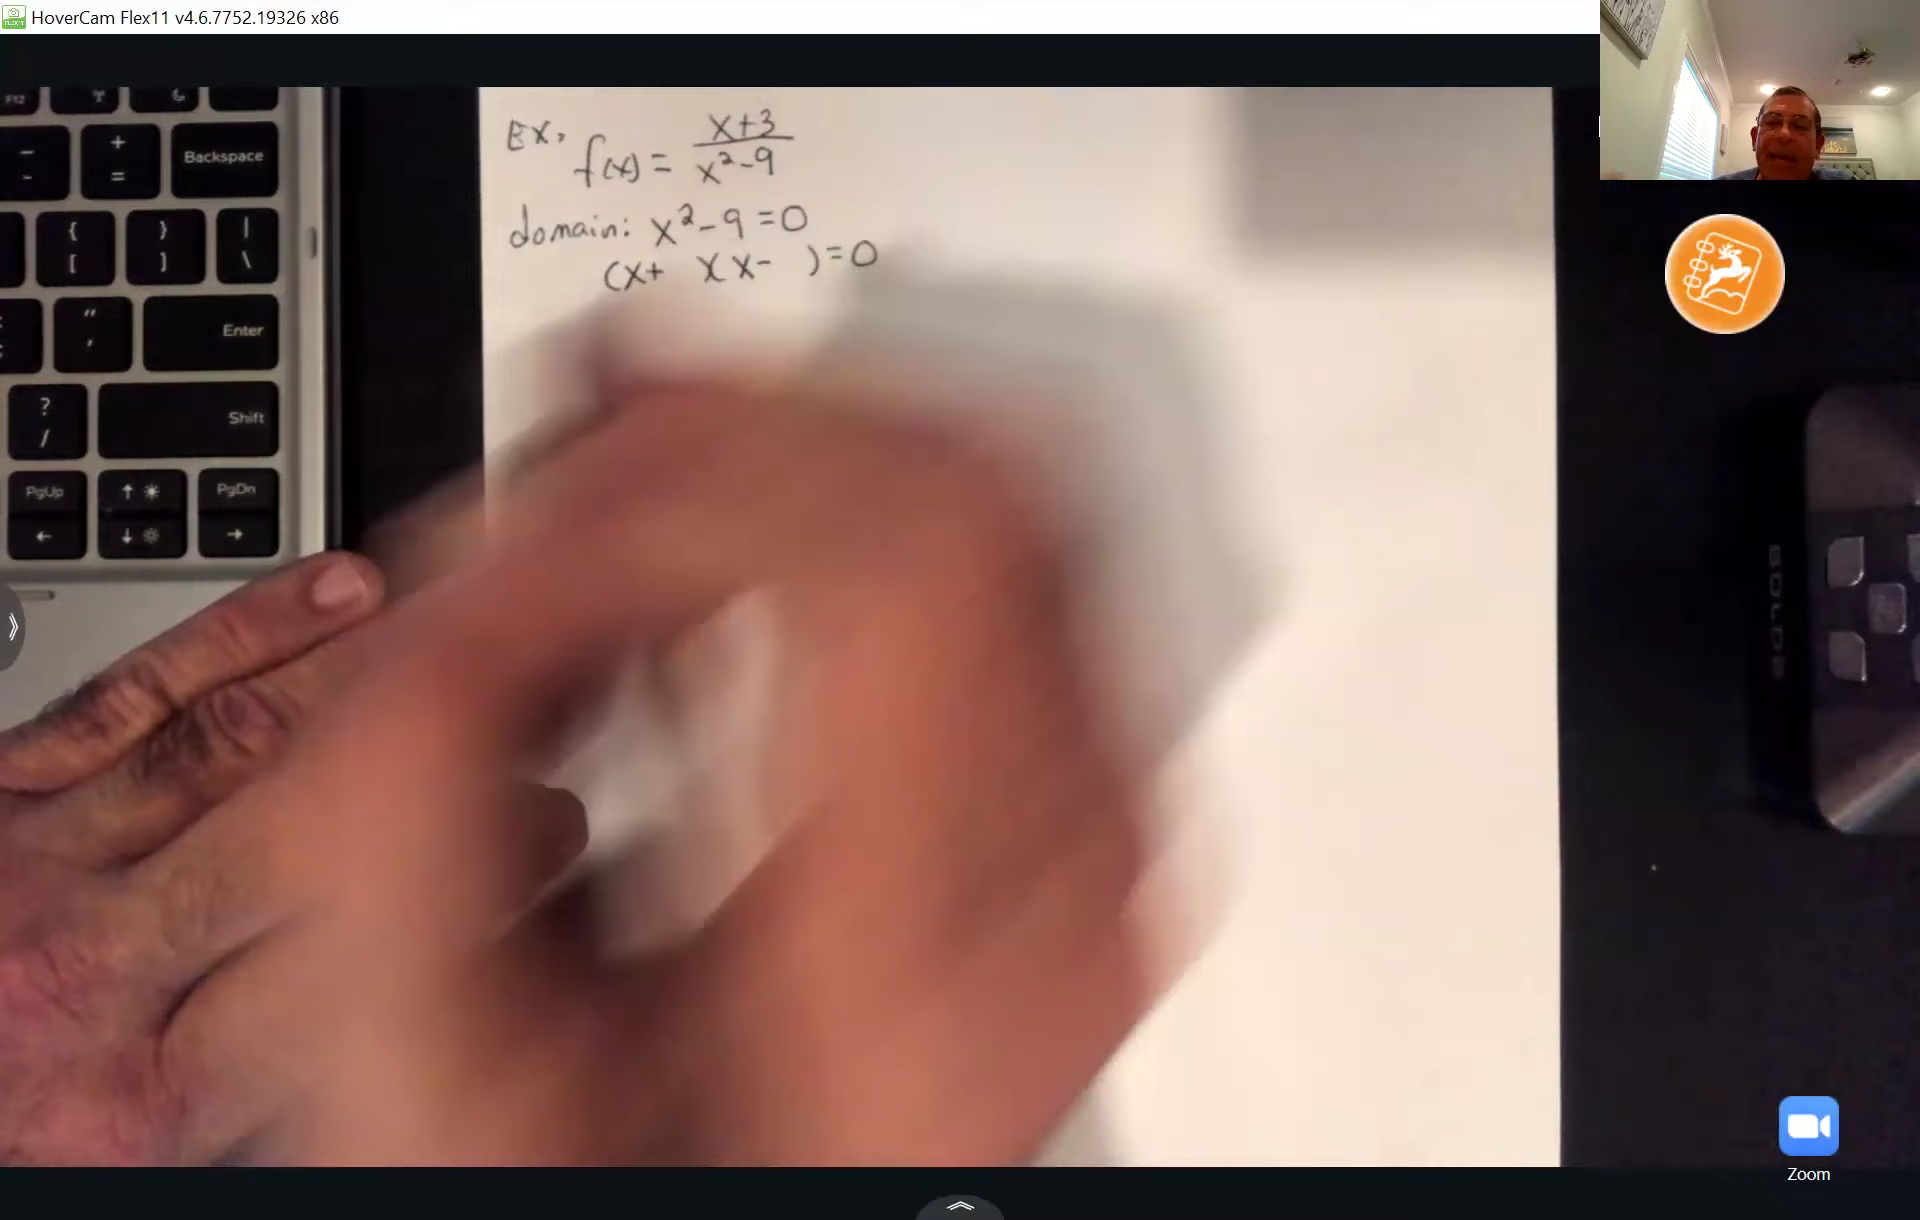 HoverCam Flex11 v4.6.7752.19326 x86
F12
- + Backspace
- =
{ } |
[ ] \
" Enter
,
? Shift
/
PgUp ↑ PgDn
← ↓ →
Ex. f(x) = x+3 / x²-9
domain: x²-9=0
(x+ )(x- )=0
Zoom